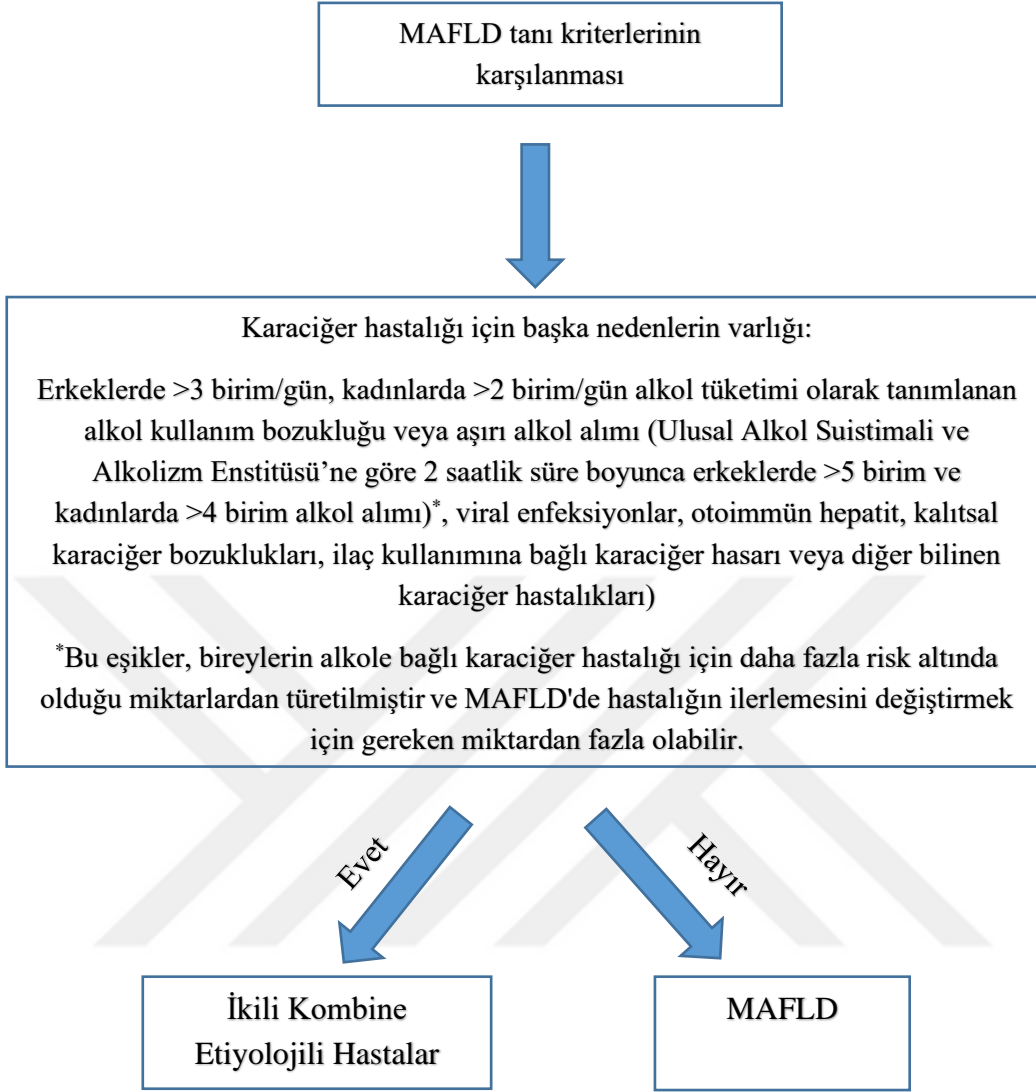 MAFLD tanı kriterlerinin
karşılanması
Karaciğer hastalığı için başka nedenlerin varlığı:
Erkeklerde >3 birim/gün, kadınlarda >2 birim/gün alkol tüketimi olarak tanımlanan
alkol kullanım bozukluğu veya aşırı alkol alımı (Ulusal Alkol Suistimali ve
Alkolizm Enstitüsü’ne göre 2 saatlik süre boyunca erkeklerde >5 birim ve
kadınlarda >4 birim alkol alımı)*, viral enfeksiyonlar, otoimmün hepatit, kalıtsal
karaciğer bozuklukları, ilaç kullanımına bağlı karaciğer hasarı veya diğer bilinen
karaciğer hastalıkları)
*Bu eşikler, bireylerin alkole bağlı karaciğer hastalığı için daha fazla risk altında
olduğu miktarlardan türetilmiştir ve MAFLD'de hastalığın ilerlemesini değiştirmek
için gereken miktardan fazla olabilir.
Evet
Hayır
İkili Kombine
Etiyolojili Hastalar
MAFLD